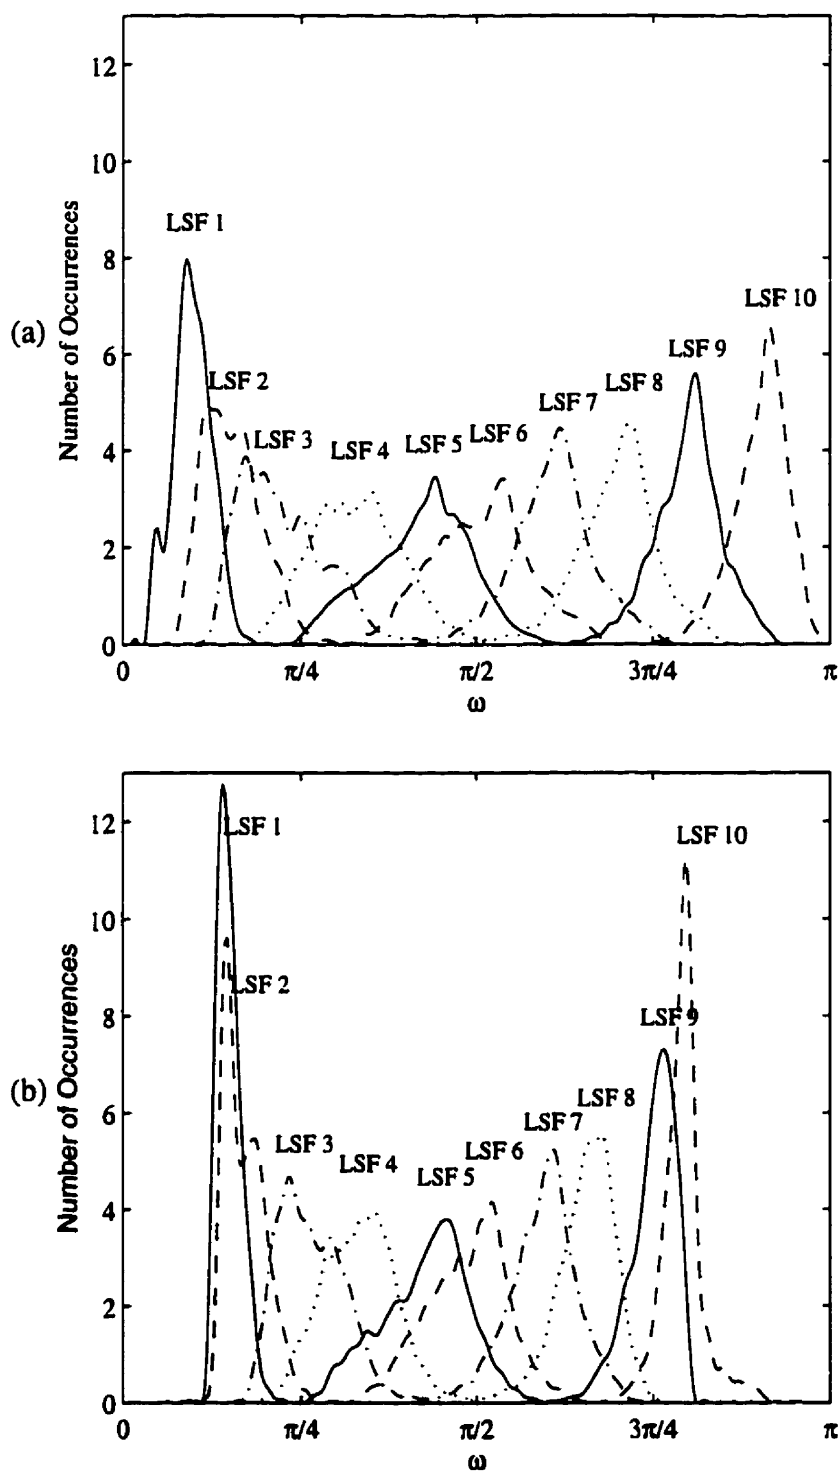 12
10
8
6
4
2
0
Number of Occurrences
(a)
LSF 1
LSF 2
LSF 3
LSF 4
LSF 5
LSF 6
LSF 7
LSF 8
LSF 9
LSF 10
0 π/4 π/2 3π/4 π
ω
12
10
8
6
4
2
0
Number of Occurrences
(b)
LSF 1
LSF 2
LSF 3
LSF 4
LSF 5
LSF 6
LSF 7
LSF 8
LSF 9
LSF 10
0 π/4 π/2 3π/4 π
ω